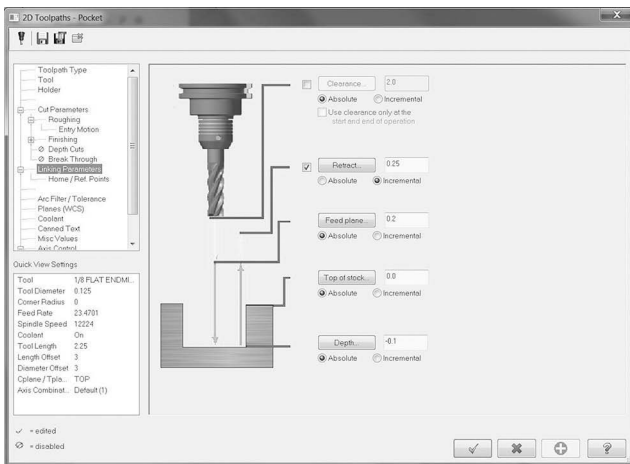 2D Toolpaths - Pocket
Toolpath Type
Tool
Holder
Cut Parameters
Roughing
Entry Motion
Finishing
Depth Cuts
Break Through
Linking Parameters
Home / Ref. Points
Arc Filter / Tolerance
Planes (WCS)
Coolant
Canned Text
Misc Values
Axis Control
Quick View Settings
Tool 1/8 FLAT ENDMI...
Tool Diameter 0.125
Corner Radius 0
Feed Rate 23.4701
Spindle Speed 12224
Coolant On
Tool Length 2.25
Length Offset 3
Diameter Offset 3
Cplane / Tpla... TOP
Axis Combinat... Default (1)
= edited
= disabled
Clearance... 2.0
Absolute Incremental
Use clearance only at the
start and end of operation
Retract... 0.25
Absolute Incremental
Feed plane... 0.2
Absolute Incremental
Top of stock... 0.0
Absolute Incremental
Depth... -0.1
Absolute Incremental
?